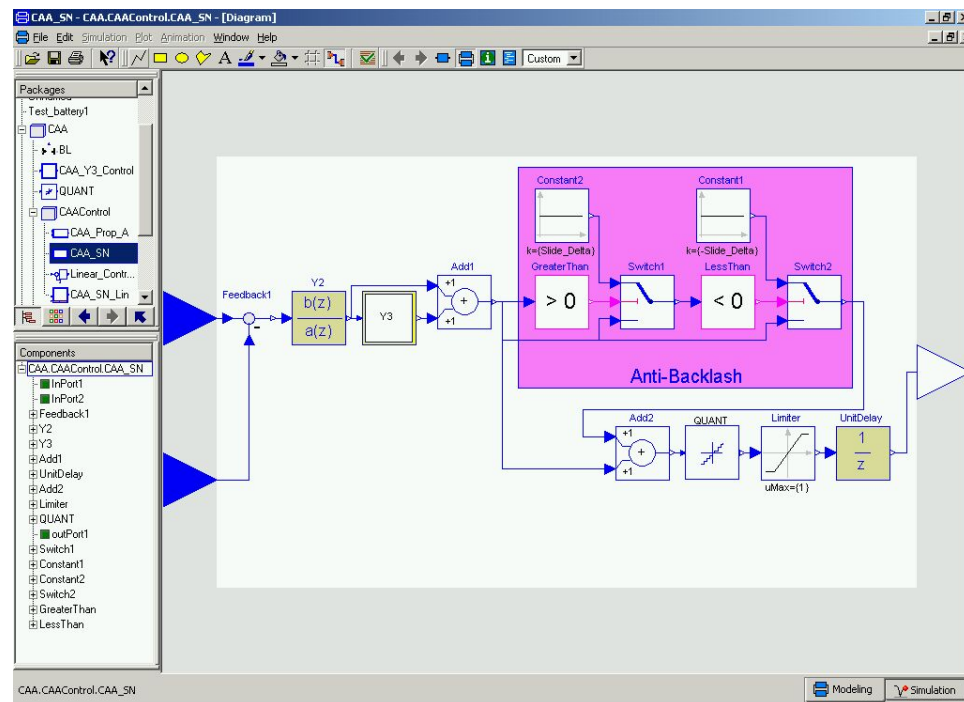 CAA_SN - CAA.CAAControl.CAA_SN - [Diagram]
File Edit Simulation Plot Animation Window Help
A Custom
Packages
Test_battery1
CAA
BL
CAA_Y3_Control
QUANT
CAAControl
CAA_Prop_A
CAA_SN
Linear_Contr...
CAA_SN_Lin
Components
CAA.CAAControl.CAA_SN
InPort1
InPort2
Feedback1
Y2
Y3
Add1
UnitDelay
Add2
Limiter
QUANT
outPort1
Switch1
Constant1
Constant2
Switch2
GreaterThan
LessThan
Constant2 Constant1
k={Slide_Delta} k={-Slide_Delta}
GreaterThan Switch1 LessThan Switch2
> 0 < 0
Anti-Backlash
Feedback1 Y2 Add1
-
b(z)
a(z)
Y3
+1
+
+1
Add2 QUANT Limiter UnitDelay
+1
+
+1
uMax={1}
1
z
CAA.CAAControl.CAA_SN
Modeling Simulation